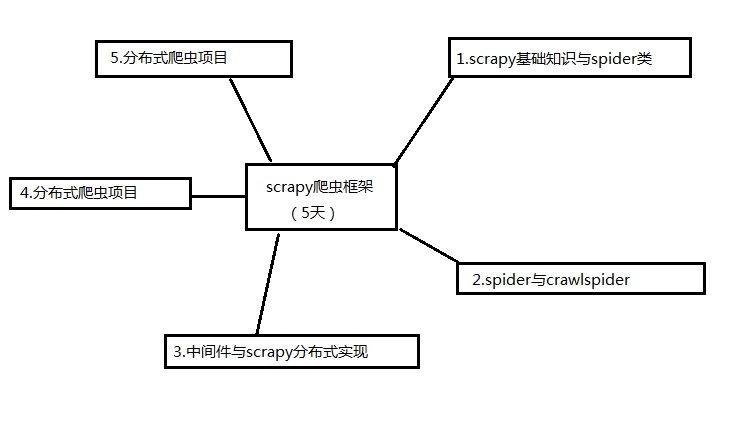 5.分布式爬虫项目
1.scrapy基础知识与spider类
scrapy爬虫框架
（5天）
4.分布式爬虫项目
2.spider与crawlspider
3.中间件与scrapy分布式实现